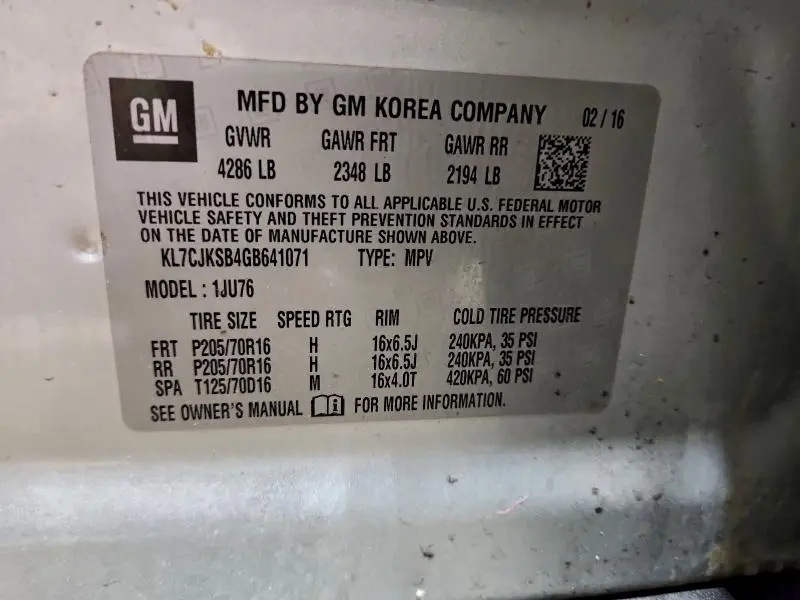 GM
MFD BY GM KOREA COMPANY 02 / 16
GVWR GAWR FRT GAWR RR
4286 LB 2348 LB 2194 LB
THIS VEHICLE CONFORMS TO ALL APPLICABLE U.S. FEDERAL MOTOR
VEHICLE SAFETY AND THEFT PREVENTION STANDARDS IN EFFECT
ON THE DATE OF MANUFACTURE SHOWN ABOVE.
KL7CJKSB4GB641071 TYPE: MPV
MODEL : 1JU76
TIRE SIZE SPEED RTG RIM COLD TIRE PRESSURE
FRT P205/70R16 H 16x6.5J 240KPA, 35 PSI
RR P205/70R16 H 16x6.5J 240KPA, 35 PSI
SPA T125/70D16 M 16x4.0T 420KPA, 60 PSI
SEE OWNER'S MANUAL FOR MORE INFORMATION.